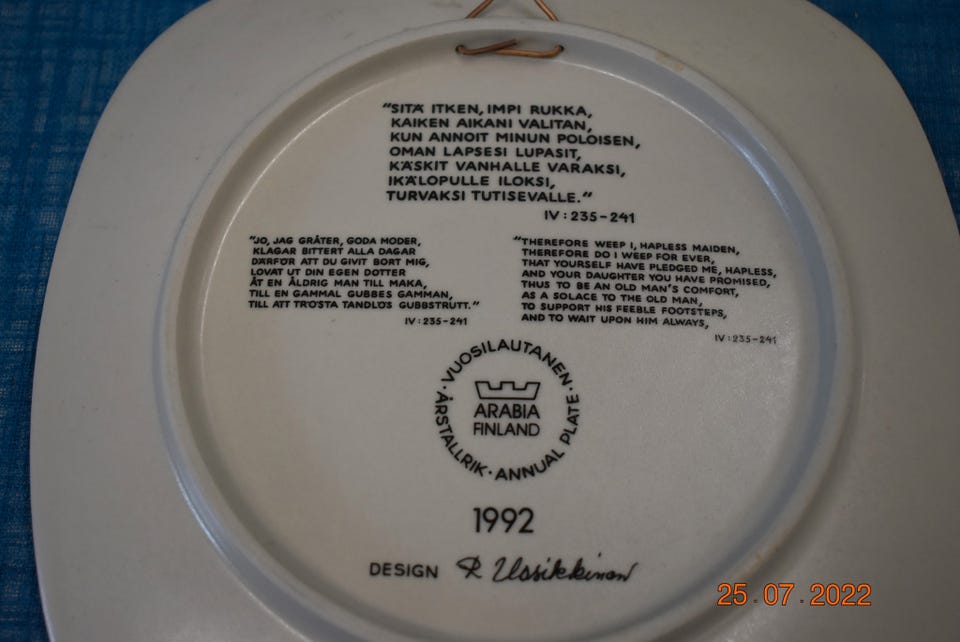 "SITÄ ITKEN, IMPI RUKKA,
KAIKEN AIKANI VALITAN,
KUN ANNOIT MINUN POLOISEN,
OMAN LAPSESI LUPASIT,
KÄSKIT VANHALLE VARAKSI,
IKÄLOPULLE ILOKSI,
TURVAKSI TUTISEVALLE."
IV: 235-241
"JO, JAG GRÅTER, GODA MODER,
KLAGAR BITTERT ALLA DAGAR
DÄRFÖR ATT DU GIVIT BORT MIG,
LOVAT UT DIN EGEN DOTTER
ÅT EN ÅLDRIG MAN TILL MAKA,
TILL EN GAMMAL GUBBES GAMMAN,
TILL ATT TRÖSTA TANDLÖS GUBBSTRUTT."
IV: 235-241
"THEREFORE WEEP I, HAPLESS MAIDEN,
THEREFORE DO I WEEP FOR EVER,
THAT YOURSELF HAVE PLEDGED ME, HAPLESS,
AND YOUR DAUGHTER YOU HAVE PROMISED,
THUS TO BE AN OLD MAN'S COMFORT,
AS A SOLACE TO THE OLD MAN,
TO SUPPORT HIS FEEBLE FOOTSTEPS,
AND TO WAIT UPON HIM ALWAYS,
IV: 235-241
· VUOSILAUTANEN · ANNUAL PLATE · ÅRSTALLRIK
ARABIA
FINLAND
1992
DESIGN R Uosikkinen
25.07.2022